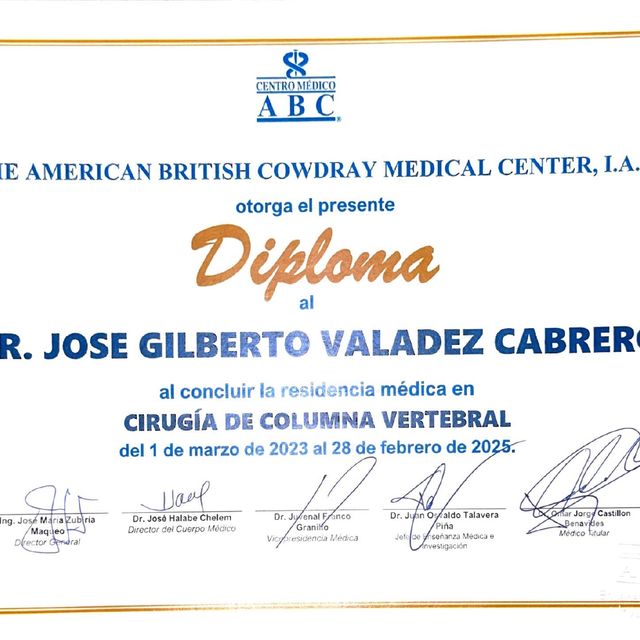 CENTRO MÉDICO
ABC
HE AMERICAN BRITISH COWDRAY MEDICAL CENTER, I.A.
otorga el presente
Diploma
al
R. JOSE GILBERTO VALADEZ CABRERO
al concluir la residencia médica en
CIRUGÍA DE COLUMNA VERTEBRAL
del 1 de marzo de 2023 al 28 de febrero de 2025.
Ing. José María Zubiría
Maqueo
Director General
Dr. José Halabe Chelem
Director del Cuerpo Médico
Dr. Juvenal Franco
Granillo
Vicepresidencia Médica
Dr. Juan Osvaldo Talavera
Piña
Jefe de Enseñanza Médica e
Investigación
Omar Jorge Castillon
Benavides
Médico Titular